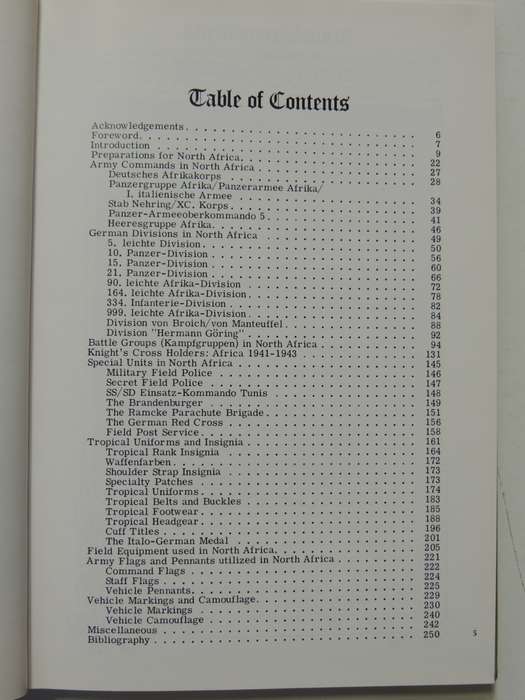 Table of Contents
Acknowledgements. . . . . . . . . . . . . . . . . . . . . . . . 6
Foreword. . . . . . . . . . . . . . . . . . . . . . . . . . . . 7
Introduction . . . . . . . . . . . . . . . . . . . . . . . . . . 9
Preparations for North Africa. . . . . . . . . . . . . . . . . . 22
Army Commands in North Africa . . . . . . . . . . . . . . . . . 27
Deutsches Afrikakorps . . . . . . . . . . . . . . . . . . . . 28
Panzergruppe Afrika/Panzerarmee Afrika/
I. italienische Armee . . . . . . . . . . . . . . . . . . . 34
Stab Nehring/XC. Korps. . . . . . . . . . . . . . . . . . . . 39
Panzer-Armeeoberkommando 5. . . . . . . . . . . . . . . . . . 41
Heeresgruppe Afrika. . . . . . . . . . . . . . . . . . . . . . 46
German Divisions in North Africa . . . . . . . . . . . . . . . . 49
5. leichte Division. . . . . . . . . . . . . . . . . . . . . . 50
10. Panzer-Division . . . . . . . . . . . . . . . . . . . . . 56
15. Panzer-Division . . . . . . . . . . . . . . . . . . . . . 60
21. Panzer-Division . . . . . . . . . . . . . . . . . . . . . 66
90. leichte Afrika-Division . . . . . . . . . . . . . . . . . 72
164. leichte Afrika-Division. . . . . . . . . . . . . . . . . 78
334. Infanterie-Division . . . . . . . . . . . . . . . . . . . 82
999. leichte Afrika-Division. . . . . . . . . . . . . . . . . 84
Division von Broich/von Manteuffel. . . . . . . . . . . . . . 88
Division "Hermann Göring" . . . . . . . . . . . . . . . . . . 92
Battle Groups (Kampfgruppen) in North Africa . . . . . . . . . . 94
Knight's Cross Holders: Africa 1941-1943 . . . . . . . . . . . . 131
Special Units in North Africa . . . . . . . . . . . . . . . . . 145
Military Field Police . . . . . . . . . . . . . . . . . . . . 146
Secret Field Police . . . . . . . . . . . . . . . . . . . . . 147
SS/SD Einsatz-Kommando Tunis . . . . . . . . . . . . . . . . 148
The Brandenburger . . . . . . . . . . . . . . . . . . . . . . 149
The Ramcke Parachute Brigade. . . . . . . . . . . . . . . . . 151
The German Red Cross . . . . . . . . . . . . . . . . . . . . 156
Field Post Service. . . . . . . . . . . . . . . . . . . . . . 158
Tropical Uniforms and Insignia . . . . . . . . . . . . . . . . . 161
Tropical Rank Insignia . . . . . . . . . . . . . . . . . . . . 164
Waffenfarben. . . . . . . . . . . . . . . . . . . . . . . . . 172
Shoulder Strap Insignia . . . . . . . . . . . . . . . . . . . 173
Specialty Patches . . . . . . . . . . . . . . . . . . . . . . 173
Tropical Uniforms. . . . . . . . . . . . . . . . . . . . . . . 174
Tropical Belts and Buckles . . . . . . . . . . . . . . . . . . 183
Tropical Footwear. . . . . . . . . . . . . . . . . . . . . . . 185
Tropical Headgear. . . . . . . . . . . . . . . . . . . . . . . 188
Cuff Titles . . . . . . . . . . . . . . . . . . . . . . . . . 196
The Italo-German Medal . . . . . . . . . . . . . . . . . . . 201
Field Equipment used in North Africa. . . . . . . . . . . . . . 205
Army Flags and Pennants utilized in North Africa . . . . . . . . 221
Command Flags . . . . . . . . . . . . . . . . . . . . . . . . 222
Staff Flags . . . . . . . . . . . . . . . . . . . . . . . . . 224
Vehicle Pennants. . . . . . . . . . . . . . . . . . . . . . . 225
Vehicle Markings and Camouflage. . . . . . . . . . . . . . . . . 229
Vehicle Markings . . . . . . . . . . . . . . . . . . . . . . 230
Vehicle Camouflage . . . . . . . . . . . . . . . . . . . . . 240
Miscellaneous . . . . . . . . . . . . . . . . . . . . . . . . . 242
Bibliography . . . . . . . . . . . . . . . . . . . . . . . . . . 250
5